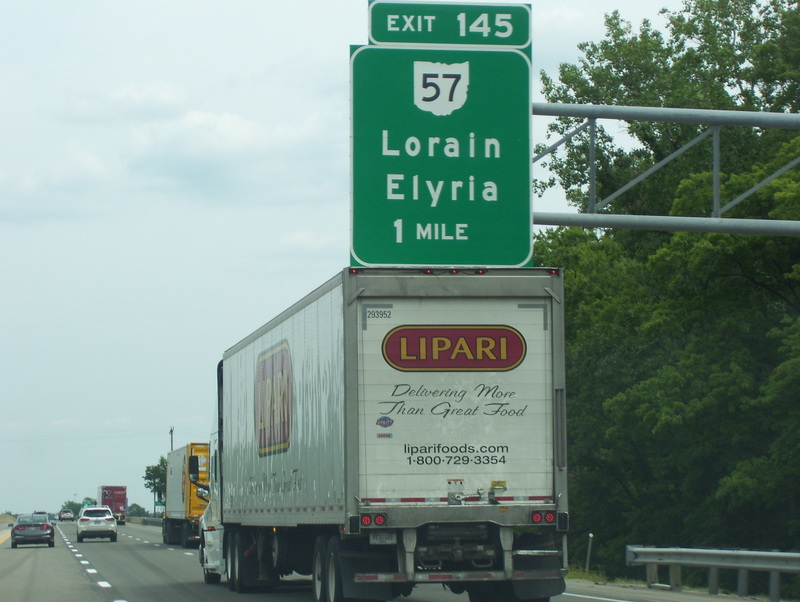 EXIT 145
57
Lorain
Elyria
1 MILE
293952
LIPARI
Delivering More
Than Great Food
liparifoods.com
1-800-729-3354
LIPARI